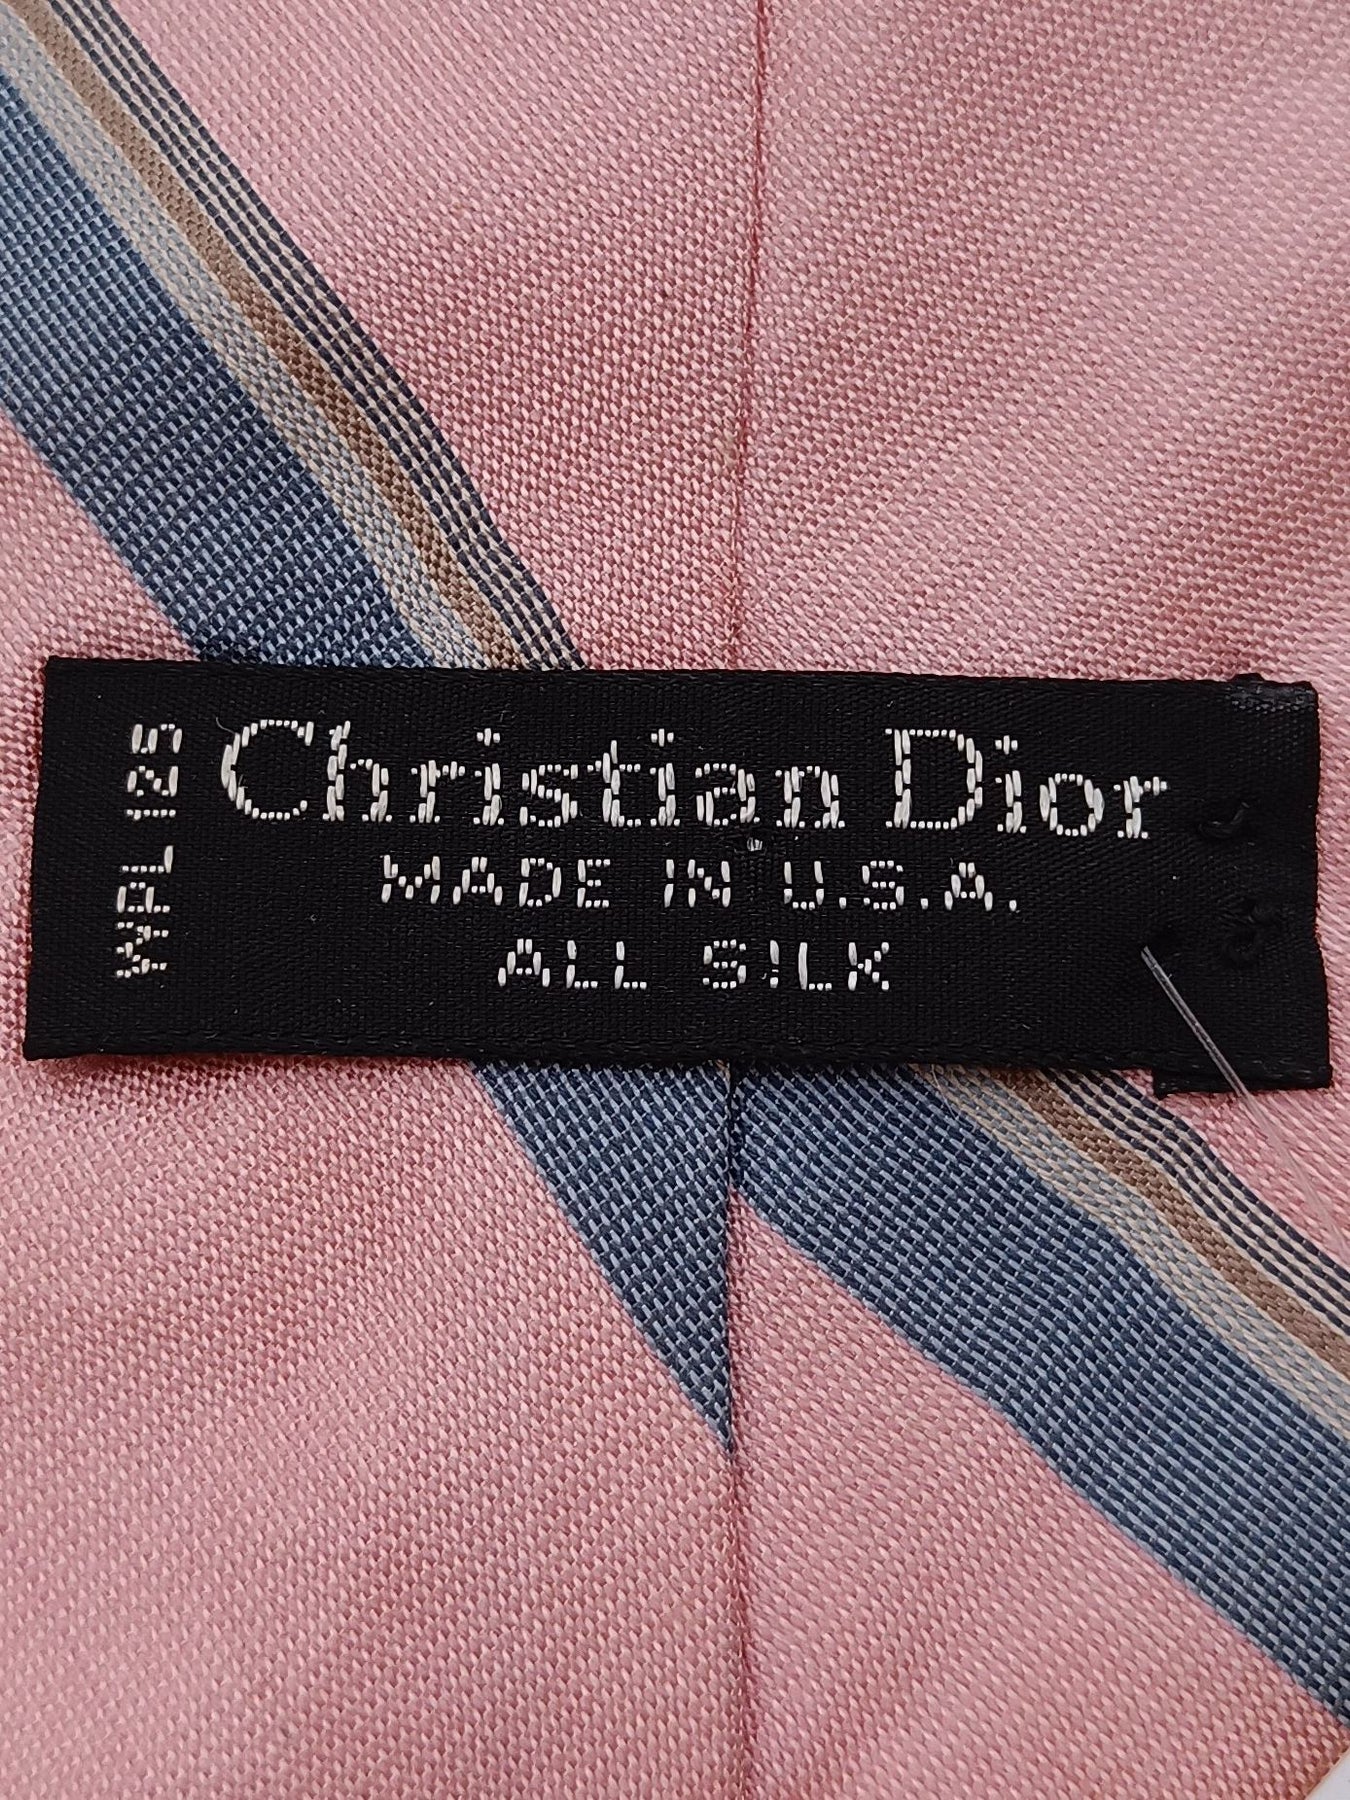 Christian Dior
MADE IN U.S.A.
ALL SILK
WPL 125